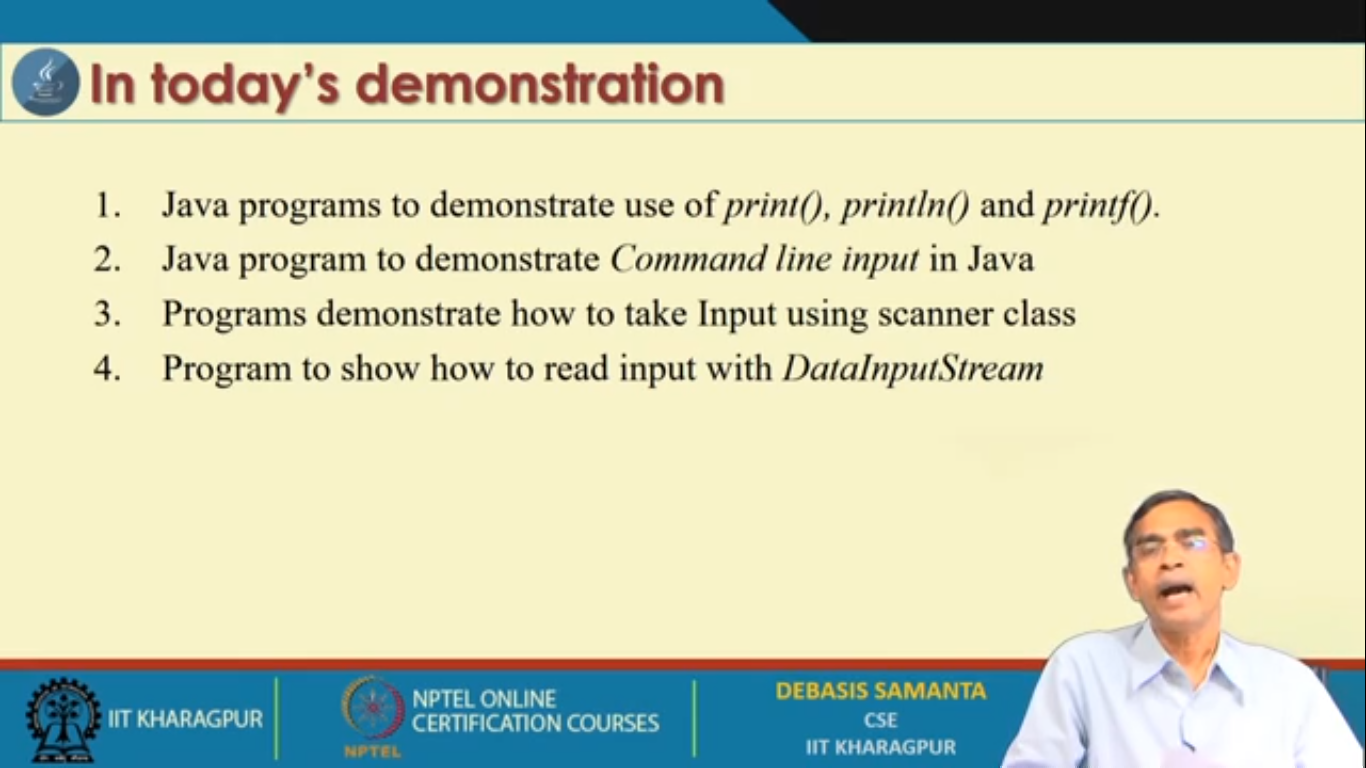 In today's demonstration
1. Java programs to demonstrate use of print(), println() and printf().
2. Java program to demonstrate Command line input in Java
3. Programs demonstrate how to take Input using scanner class
4. Program to show how to read input with DataInputStream
IIT KHARAGPUR
NPTEL
NPTEL ONLINE
CERTIFICATION COURSES
DEBASIS SAMANTA
CSE
IIT KHARAGPUR